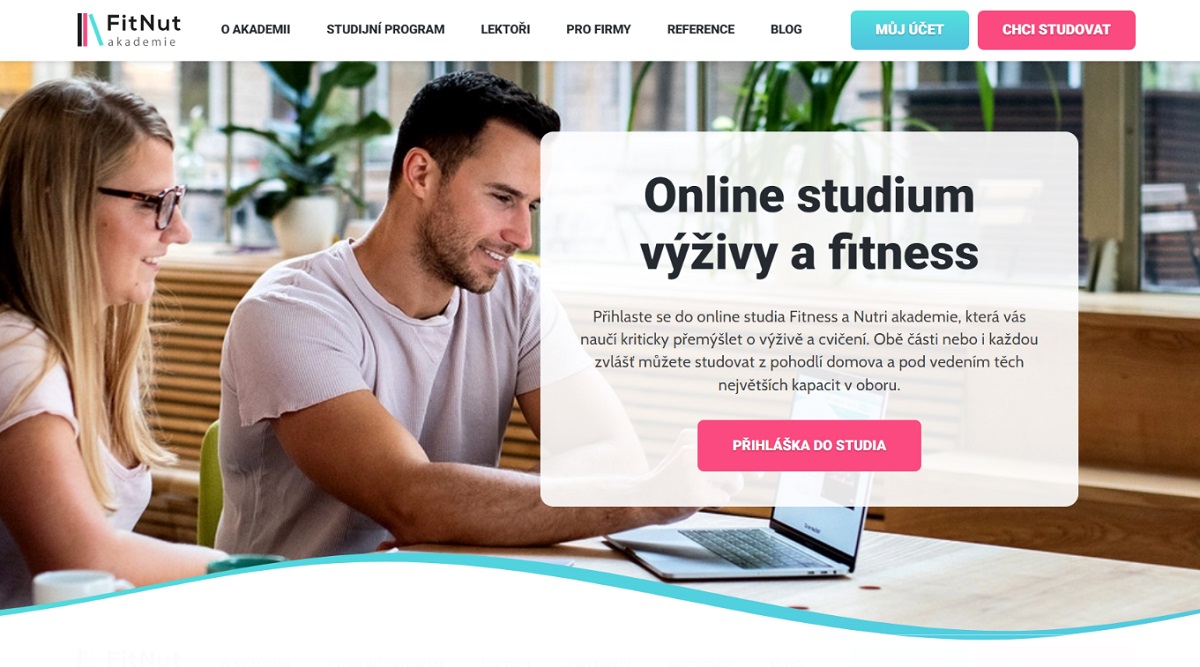 FitNut
akademie
O AKADEMII
STUDIJNÍ PROGRAM
LEKTOŘI
PRO FIRMY
REFERENCE
BLOG
MŮJ ÚČET
CHCI STUDOVAT
Online studium
výživy a fitness
Přihlaste se do online studia Fitness a Nutri akademie, která vás
naučí kriticky přemýšlet o výživě a cvičení. Obě části nebo i každou
zvlášť můžete studovat z pohodlí domova a pod vedením těch
největších kapacit v oboru.
PŘIHLÁŠKA DO STUDIA